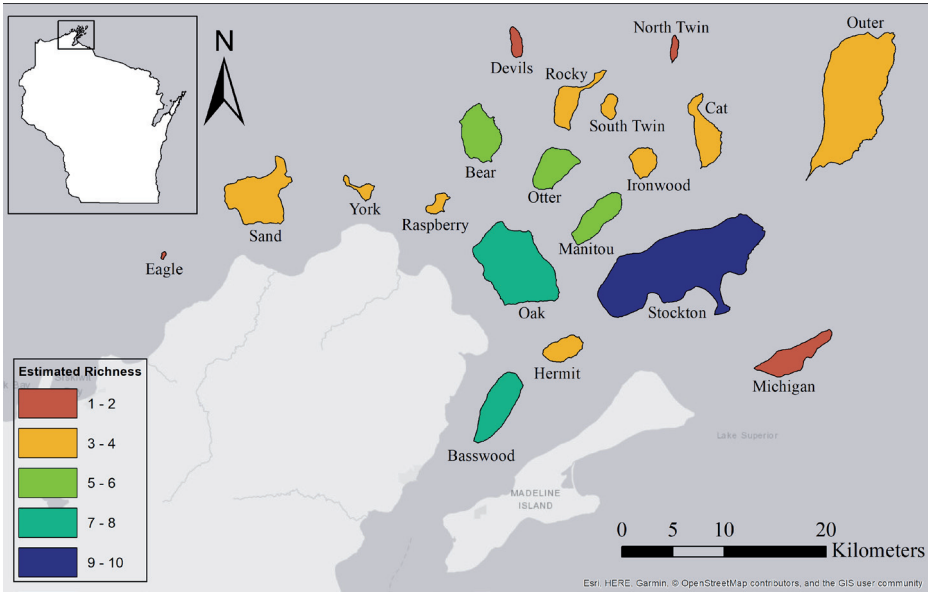 N
Devils
North Twin
Outer
Rocky
South Twin
Cat
Bear
Otter
Ironwood
Sand
York
Raspberry
Manitou
Eagle
Oak
Stockton
Hermit
Michigan
Basswood
Lake Superior
MADELINE
ISLAND
Bay
Estimated Richness
1 - 2
3 - 4
5 - 6
7 - 8
9 - 10
0 5 10 20
Kilometers
Esri, HERE, Garmin, © OpenStreetMap contributors, and the GIS user community